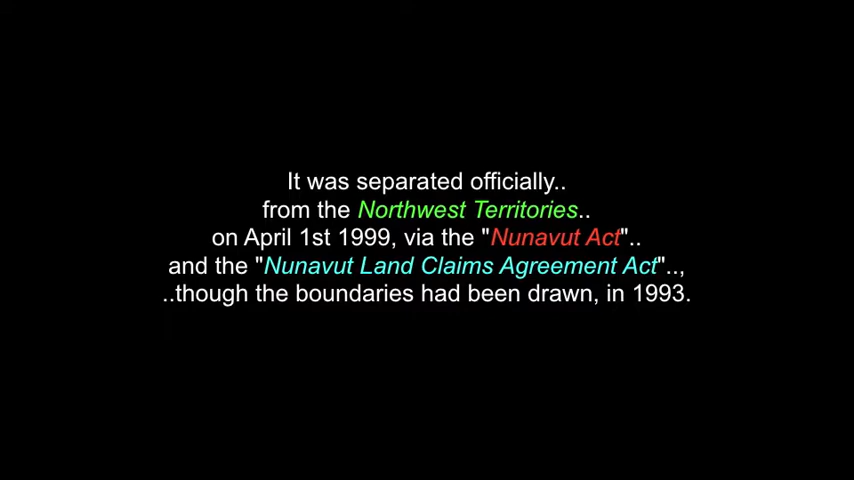 It was separated officially..
from the Northwest Territories..
on April 1st 1999, via the "Nunavut Act"..
and the "Nunavut Land Claims Agreement Act"..,
..though the boundaries had been drawn, in 1993.